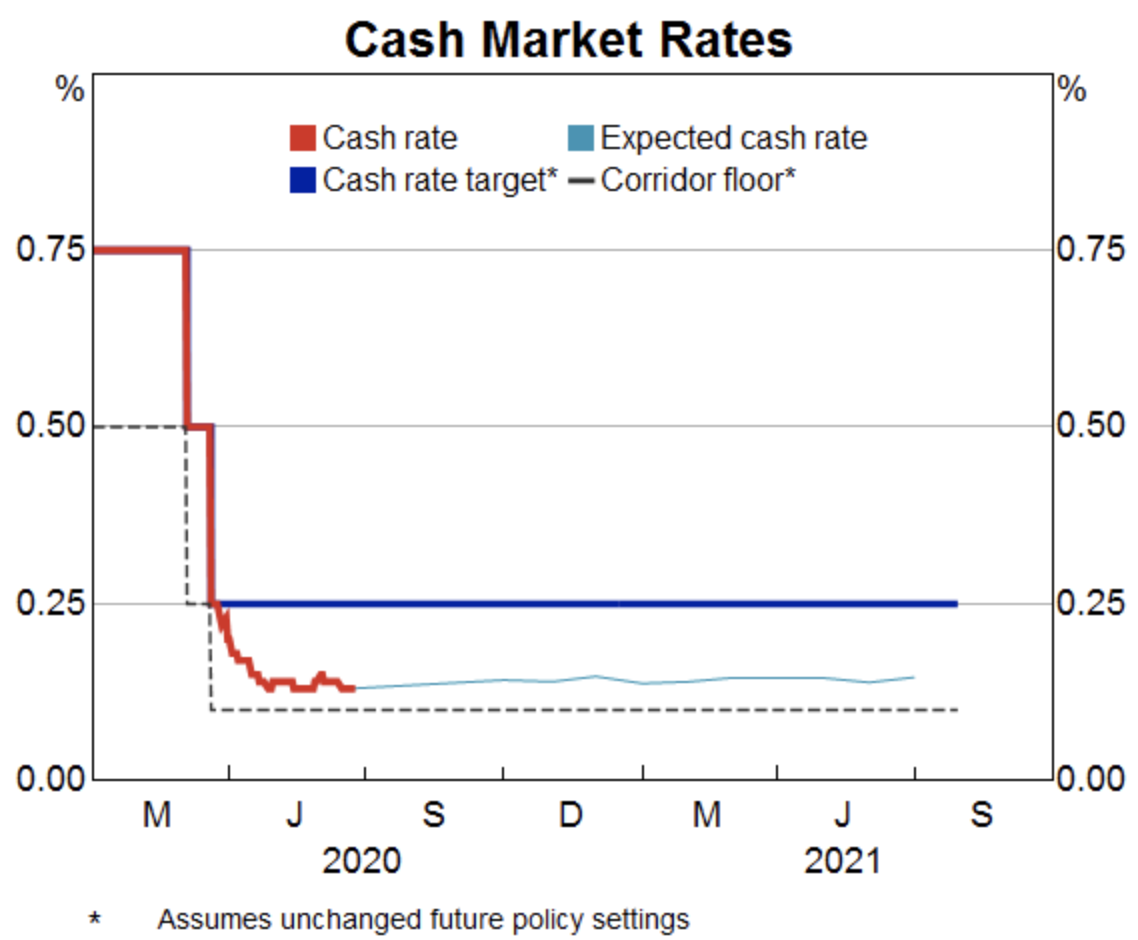 Cash Market Rates
% %
Cash rate Expected cash rate
Cash rate target* Corridor floor*
0.75 0.75
0.50 0.50
0.25 0.25
0.00 0.00
M J S D M J S
2020 2021
* Assumes unchanged future policy settings